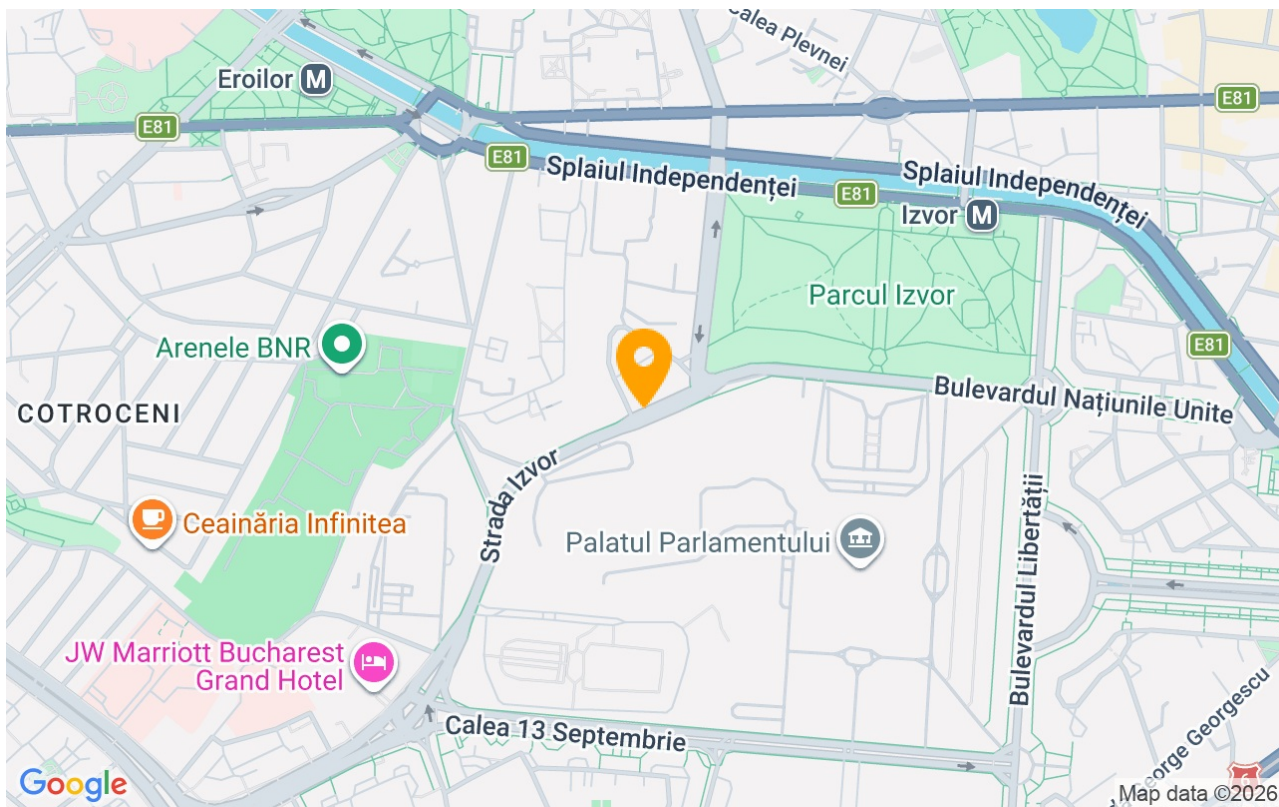 Calea Plevnei
Eroilor
M
E81
E81
E81
Splaiul Independenței
E81
Splaiul Independenței
Izvor
M
Parcul Izvor
Arenele BNR
E81
COTROCENI
Bulevardul Națiunile Unite
Strada Izvor
Ceainăria Infinitea
Palatul Parlamentului
Bulevardul Libertății
JW Marriott Bucharest
Grand Hotel
Calea 13 Septembrie
George Georgescu
Google
Map data ©2026